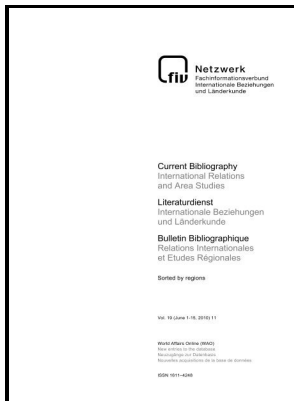 fiv
Netzwerk
Fachinformationsverbund
Internationale Beziehungen
und Länderkunde
Current Bibliography
International Relations
and Area Studies
Literaturdienst
Internationale Beziehungen
und Länderkunde
Bulletin Bibliographique
Relations Internationales
et Etudes Régionales
Sorted by regions
World Affairs Online (WAO)
New entries to the database
Neuzugänge zur Datenbasis
Nouvelles acquisitions de la base de données
ISSN 1611-4248